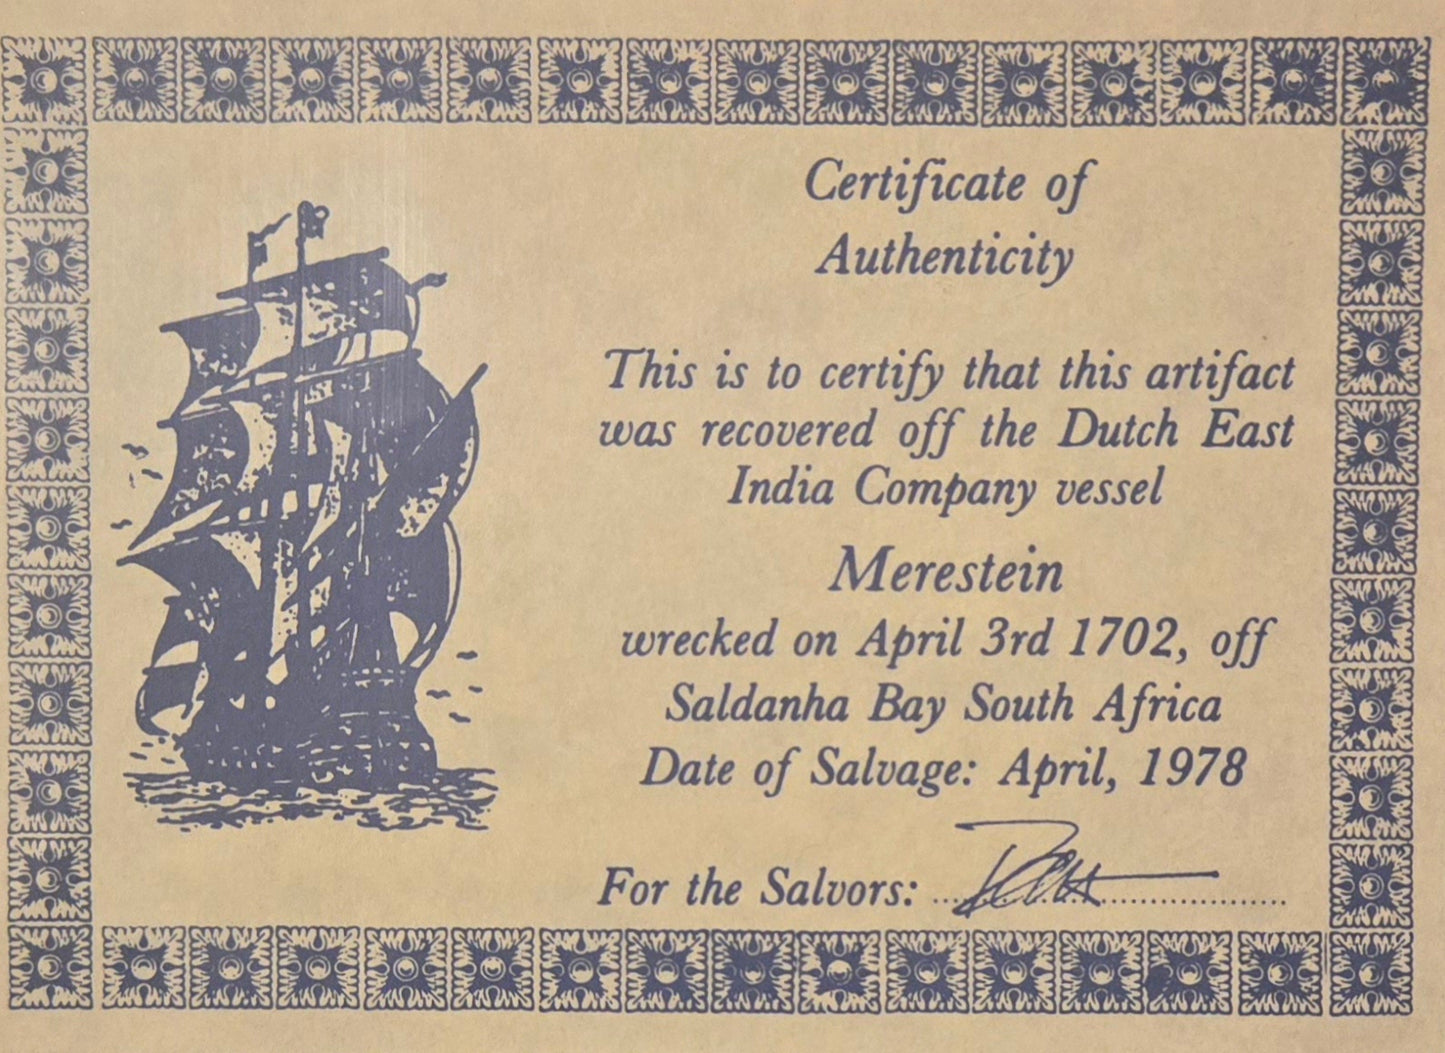 Certificate of
Authenticity
This is to certify that this artifact
was recovered off the Dutch East
India Company vessel
Merestein
wrecked on April 3rd 1702, off
Saldanha Bay South Africa
Date of Salvage: April, 1978
For the Salvors: